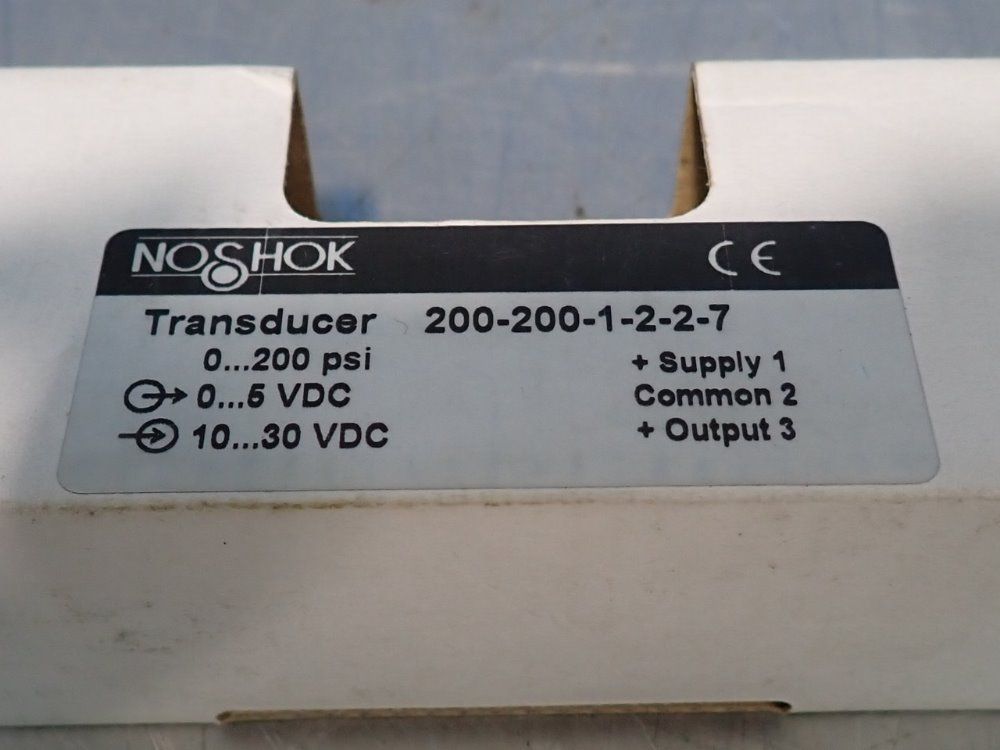 NOSHOK CE
Transducer 200-200-1-2-2-7
0...200 psi + Supply 1
0...5 VDC Common 2
10...30 VDC + Output 3